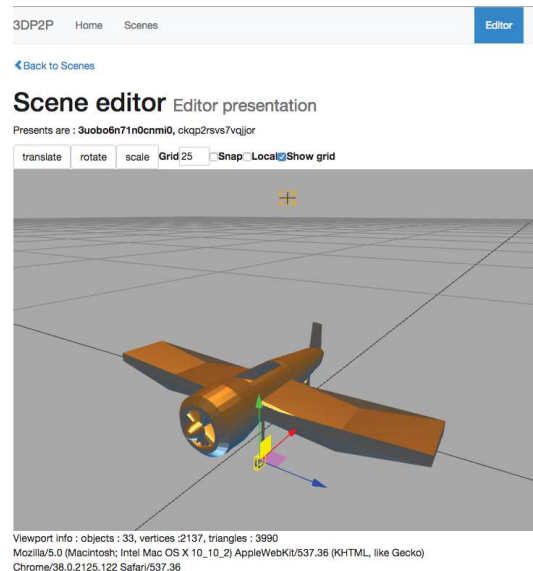 3DP2P Home Scenes Editor
Back to Scenes
Scene editor Editor presentation
Presents are : 3uobo6n71n0cnmi0, ckqp2rsvs7vqjjor
translate rotate scale Grid 25 Snap Local Show grid
Viewport info : objects : 33, vertices :2137, triangles : 3990
Mozilla/5.0 (Macintosh; Intel Mac OS X 10_10_2) AppleWebKit/537.36 (KHTML, like Gecko)
Chrome/38.0.2125.122 Safari/537.36